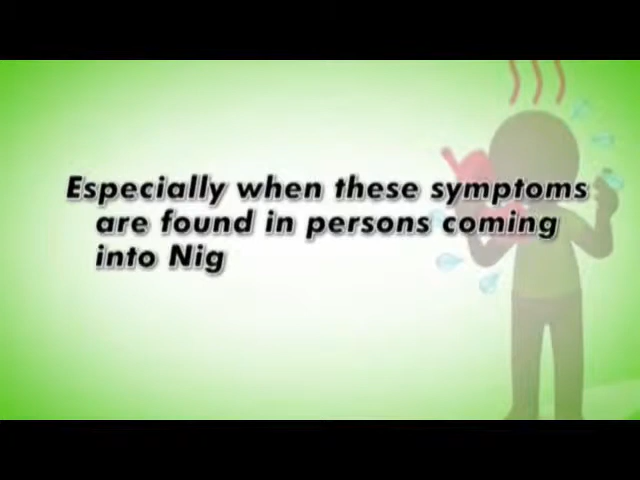 Especially when these symptoms
are found in persons coming
into Nig